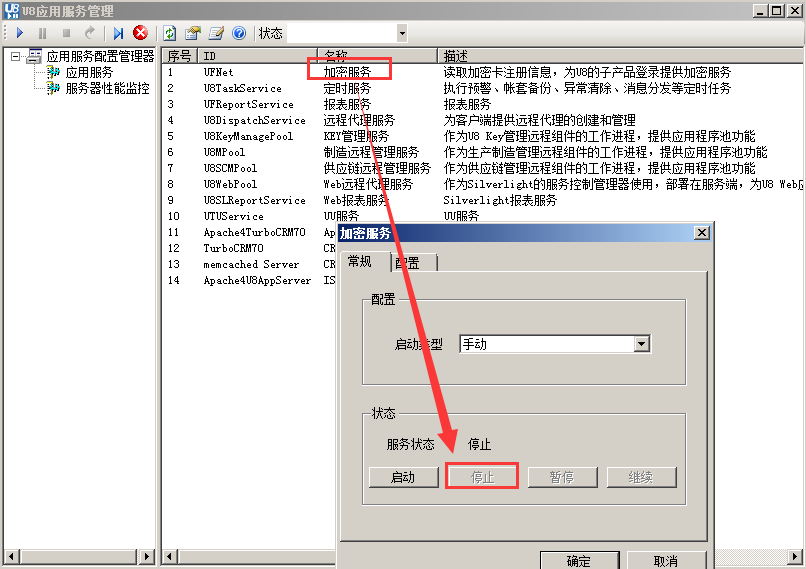 U8应用服务管理
状态
应用服务配置管理器
应用服务
服务器性能监控
序号 ID 名称 描述
1 UFNet 加密服务 读取加密卡注册信息，为U8的子产品登录提供加密服务
2 U8TaskService 定时服务 执行预警、帐套备份、异常清除、消息分发等定时任务
3 UFReportService 报表服务 报表服务
4 U8DispatchService 远程代理服务 为客户端提供远程代理的创建和管理
5 U8KeyManagePool KEY管理服务 作为U8 Key管理远程组件的工作进程，提供应用程序池功能
6 U8MPool 制造远程管理服务 作为生产制造管理远程组件的工作进程，提供应用程序池功能
7 U8SCMPool 供应链远程管理服务 作为供应链管理远程组件的工作进程，提供应用程序池功能
8 U8WebPool Web远程代理服务 作为Silverlight的服务控制管理器使用，部署在服务端，为U8 Web应
9 U8SLReportService Web报表服务 Silverlight报表服务
10 UTUService UU服务 UU服务
11 Apache4TurboCRM70 Ap
12 TurboCRM70 CR
13 memcached Server CR
14 Apache4U8AppServer IS
加密服务
常规 配置
配置
启动类型 手动
状态
服务状态 停止
启动 停止 暂停 继续
确定 取消